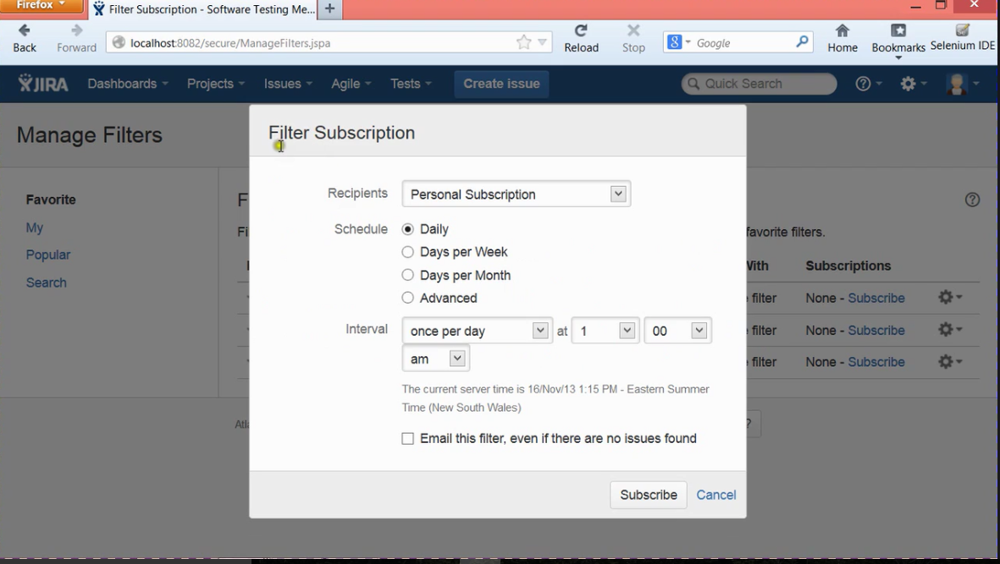 Firefox
Filter Subscription - Software Testing Me...
Back
Forward
localhost:8082/secure/ManageFilters.jspa
Reload
Stop
Google
Home
Bookmarks
Selenium IDE
JIRA
Dashboards
Projects
Issues
Agile
Tests
Create issue
Quick Search
Manage Filters
Filter Subscription
Favorite
My
Popular
Search
F
Fi
favorite filters.
With
Subscriptions
filter
None - Subscribe
filter
None - Subscribe
filter
None - Subscribe
Recipients
Personal Subscription
Schedule
Daily
Days per Week
Days per Month
Advanced
Interval
once per day
at
1
00
am
The current server time is 16/Nov/13 1:15 PM - Eastern Summer
Time (New South Wales)
Email this filter, even if there are no issues found
Atla
?
Subscribe
Cancel